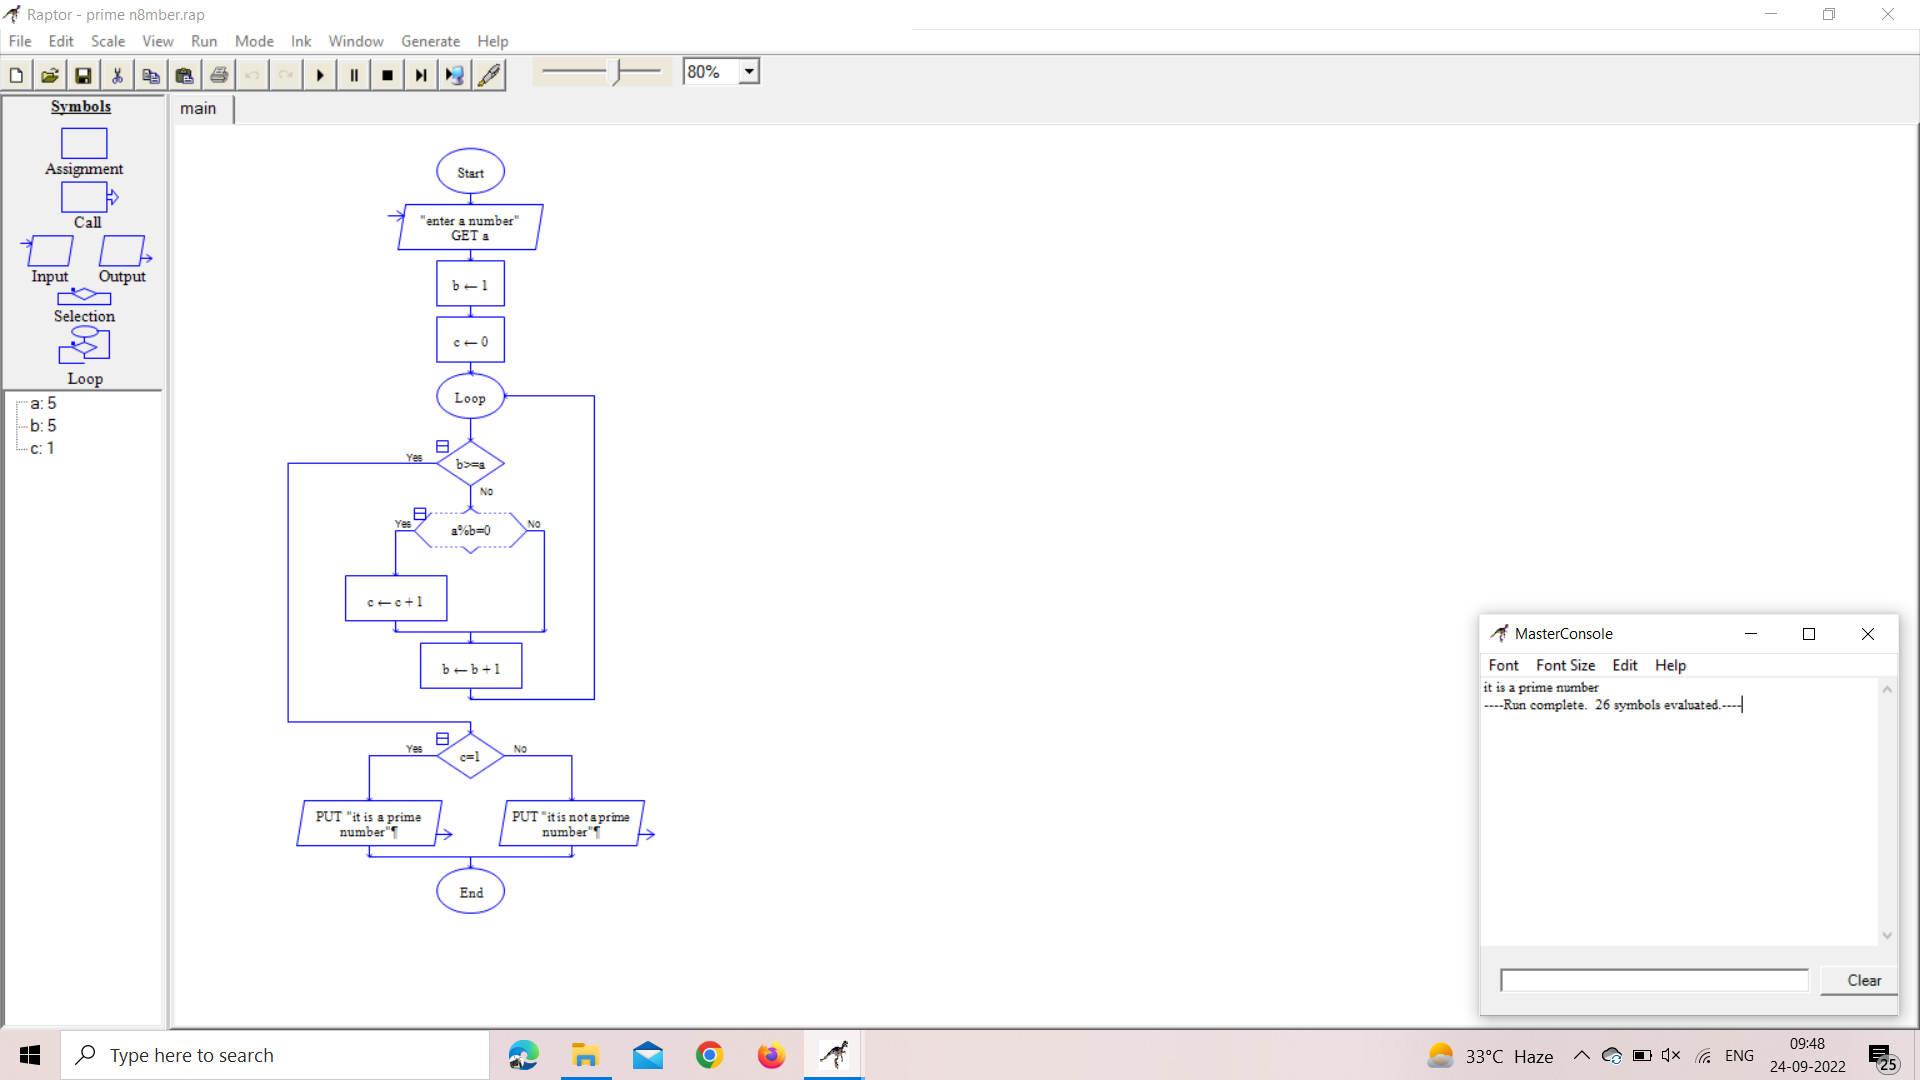 Raptor - prime n8mber.rap
File Edit Scale View Run Mode Ink Window Generate Help
80%
Symbols
Assignment
Call
Input Output
Selection
Loop
a: 5
b: 5
c: 1
main
Start
"enter a number"
GET a
b ← 1
c ← 0
Loop
b>=a
Yes
No
a%b=0
Yes
No
c ← c + 1
b ← b + 1
c=1
Yes
No
PUT "it is a prime
number"¶
PUT "it is not a prime
number"¶
End
MasterConsole
Font Font Size Edit Help
it is a prime number
----Run complete. 26 symbols evaluated.----
Clear
Type here to search
33°C Haze
ENG
09:48
24-09-2022
25